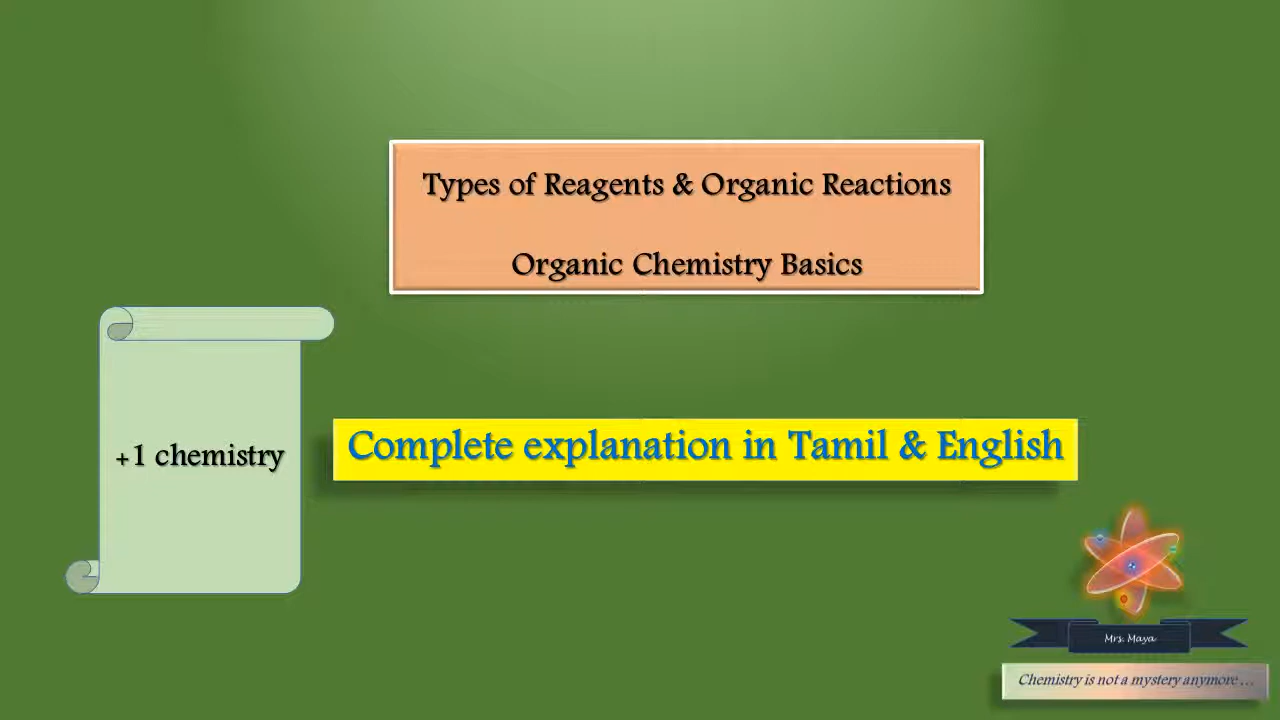 Types of Reagents & Organic Reactions
Organic Chemistry Basics
+1 chemistry
Complete explanation in Tamil & English
Mrs. Maya
Chemistry is not a mystery anymore ...